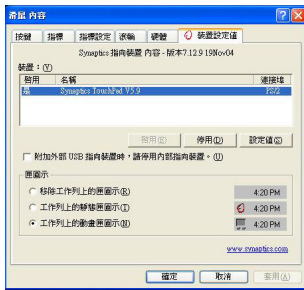 滑鼠 內容
按鍵 指標 指標設定 滾輪 硬體 裝置設定值
Synaptics 指向裝置 內容 - 版本7.12.9 19Nov04
裝置：(V)
啓用 名稱 連接埠
是 Synaptics TouchPad V5.9 PS/2
啓用(E) 停用(D) 設定值(S)
附加外部 USB 指向裝置時，請停用內部指向裝置。(U)
匣圖示
移除工作列上的匣圖示(R) 4:20 PM
工作列上的靜態匣圖示(T) 4:20 PM
工作列上的動畫匣圖示(I) 4:20 PM
www.synaptics.com
確定 取消 套用(A)